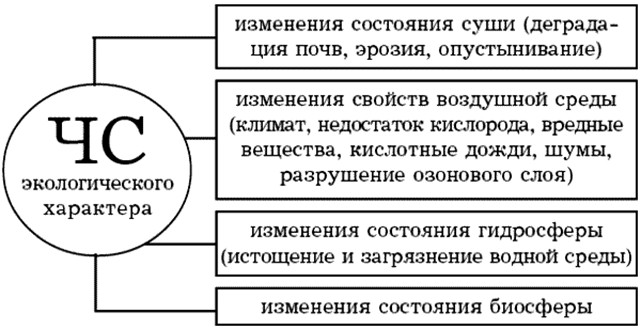 ЧС
экологического
характера
изменения состояния суши (деграда-
ция почв, эрозия, опустынивание)
изменения свойств воздушной среды
(климат, недостаток кислорода, вредные
вещества, кислотные дожди, шумы,
разрушение озонового слоя)
изменения состояния гидросферы
(истощение и загрязнение водной среды)
изменения состояния биосферы